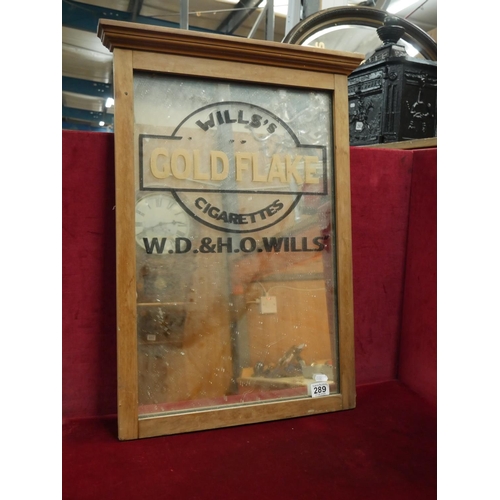 WILLS's
GOLD FLAKE
CIGARETTES
W.D.&H.O.WILLS
289